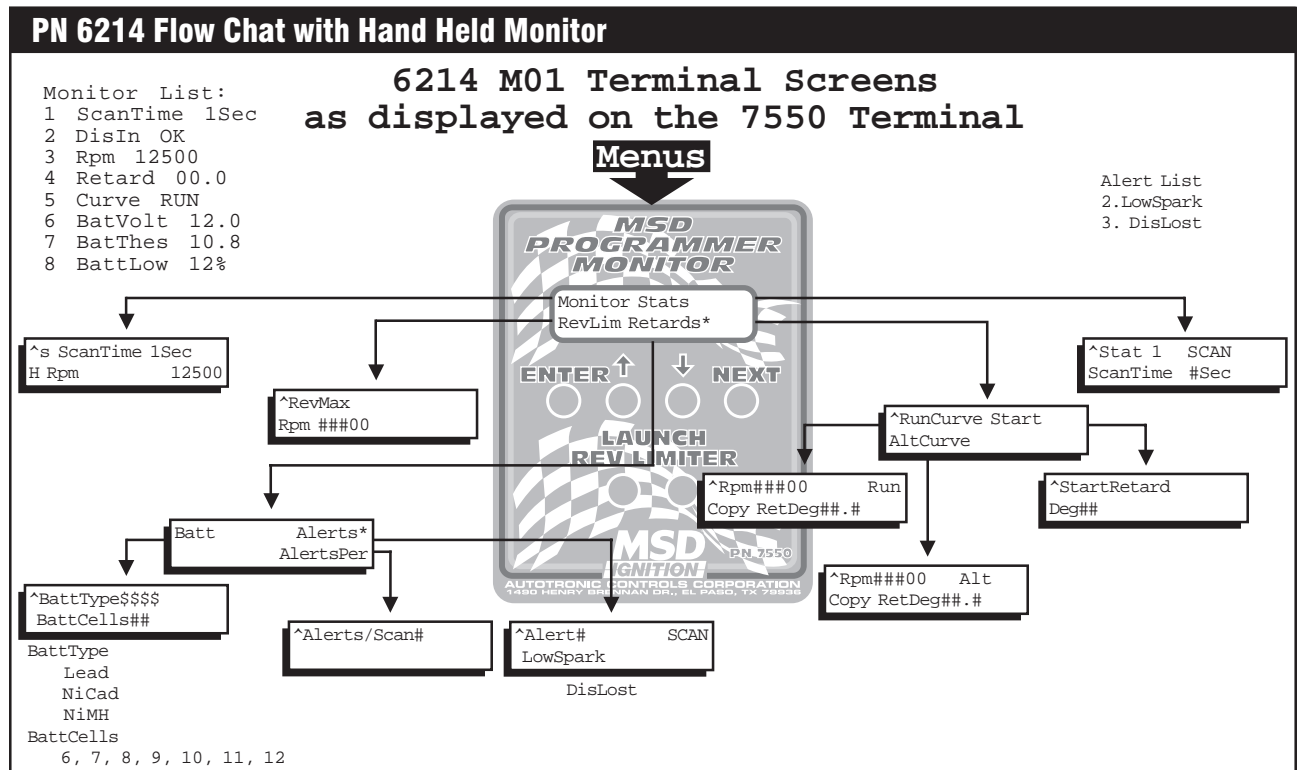 PN 6214 Flow Chat with Hand Held Monitor
6214 M01 Terminal Screens
as displayed on the 7550 Terminal
Menus
Monitor List:
1 ScanTime 1Sec
2 DisIn OK
3 Rpm 12500
4 Retard 00.0
5 Curve RUN
6 BatVolt 12.0
7 BatThes 10.8
8 BattLow 12%
Alert List
2.LowSpark
3. DisLost
MSD
PROGRAMMER
MONITOR
Monitor Stats
RevLim Retards*
^s ScanTime 1Sec
H Rpm 12500
^Stat 1 SCAN
ScanTime #Sec
ENTER NEXT
^RevMax
Rpm ###00
^RunCurve Start
AltCurve
LAUNCH
REV LIMITER
^Rpm###00 Run
Copy RetDeg##.#
^StartRetard
Deg##
Batt Alerts*
AlertsPer
MSD
IGNITION
PN 7550
AUTOTRONIC CONTROLS CORPORATION
1490 HENRY BRENNAN DR., EL PASO, TX 79936
^Rpm###00 Alt
Copy RetDeg##.#
^BattType$$$$
BattCells##
^Alerts/Scan#
^Alert# SCAN
LowSpark
DisLost
BattType
Lead
NiCad
NiMH
BattCells
6, 7, 8, 9, 10, 11, 12